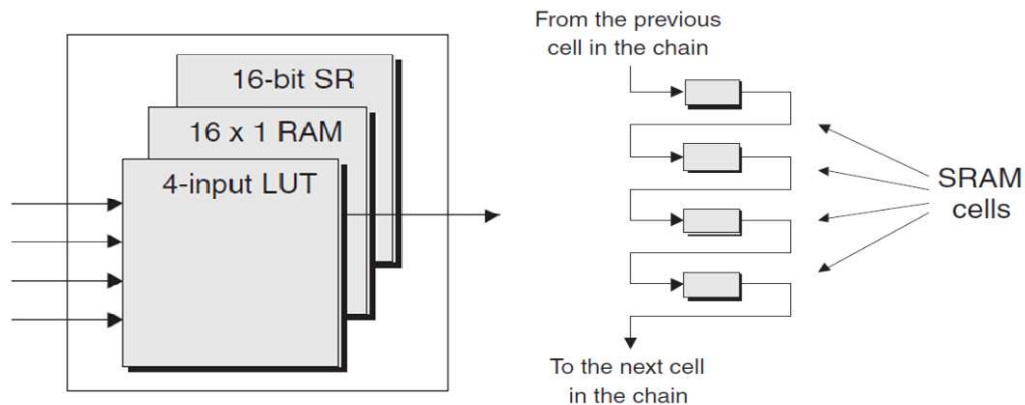 16-bit SR
16 x 1 RAM
4-input LUT
From the previous
cell in the chain
SRAM
cells
To the next cell
in the chain